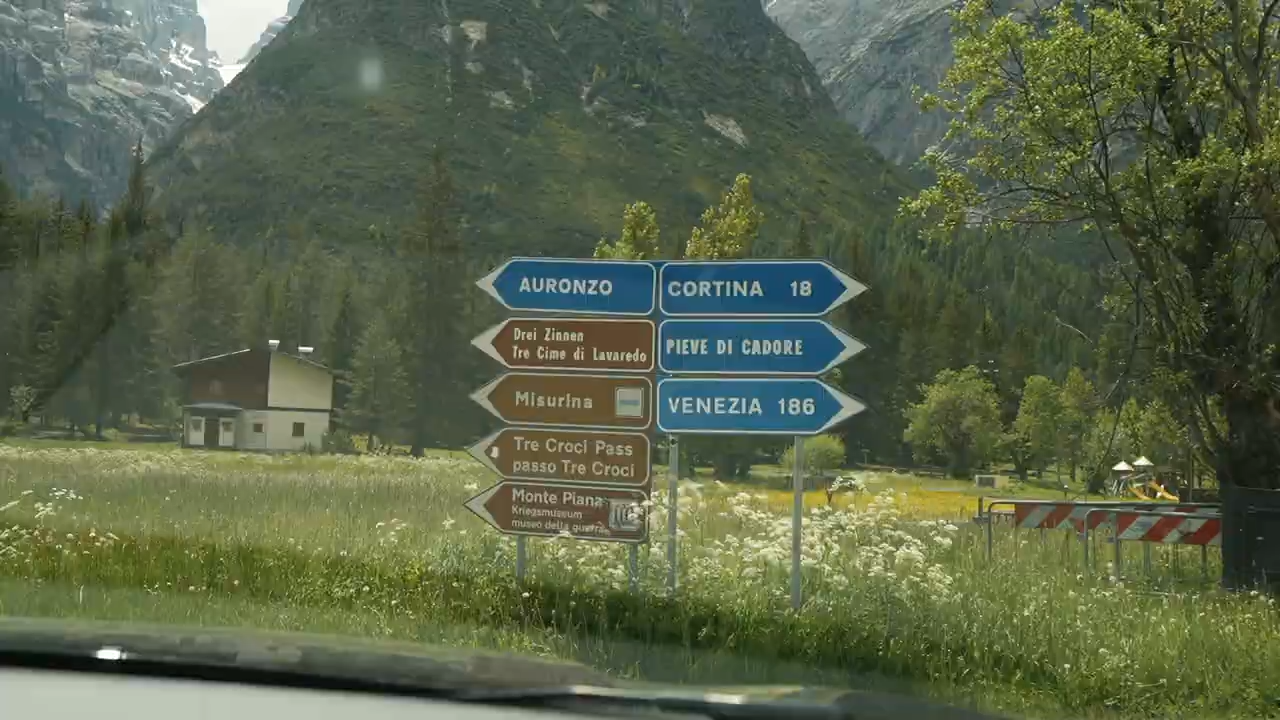 AURONZO
Drei Zinnen
Tre Cime di Lavaredo
Misurina
Tre Croci Pass
passo Tre Croci
Monte Piana
Kriegsmuseum
museo della guerra
CORTINA 18
PIEVE DI CADORE
VENEZIA 186